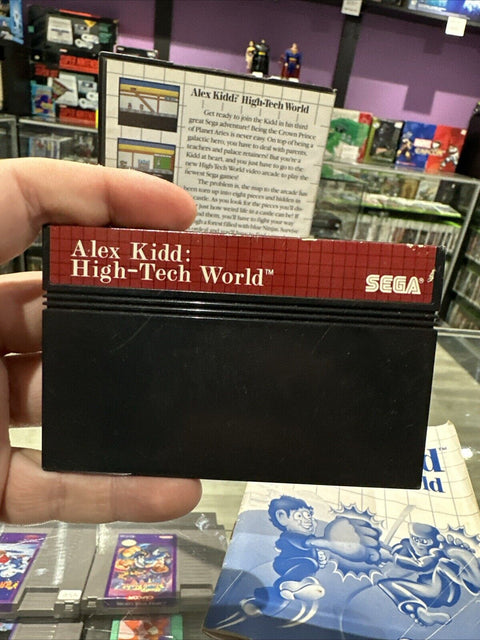 Alex Kidd:™ High-Tech World
Get ready to join the Kidd in his third
great Sega adventure! Being the Crown Prince
of Planet Aries is never easy. On top of being a
galactic hero, you have to deal with parents,
teachers and palace retainers! But you're a
Kidd at heart, and you just have to go to the
new High Tech World video arcade to play the
newest Sega games!
The problem is, the map to the arcade has
been torn up into eight pieces and hidden in
castle. As you look for the pieces you'll
just how weird life in a castle can be! If
find them, you'll have to fight your way
through a forest filled with blue Ninjas. Survive
Alex Kidd:
High-Tech World™
SEGA®
d
ld